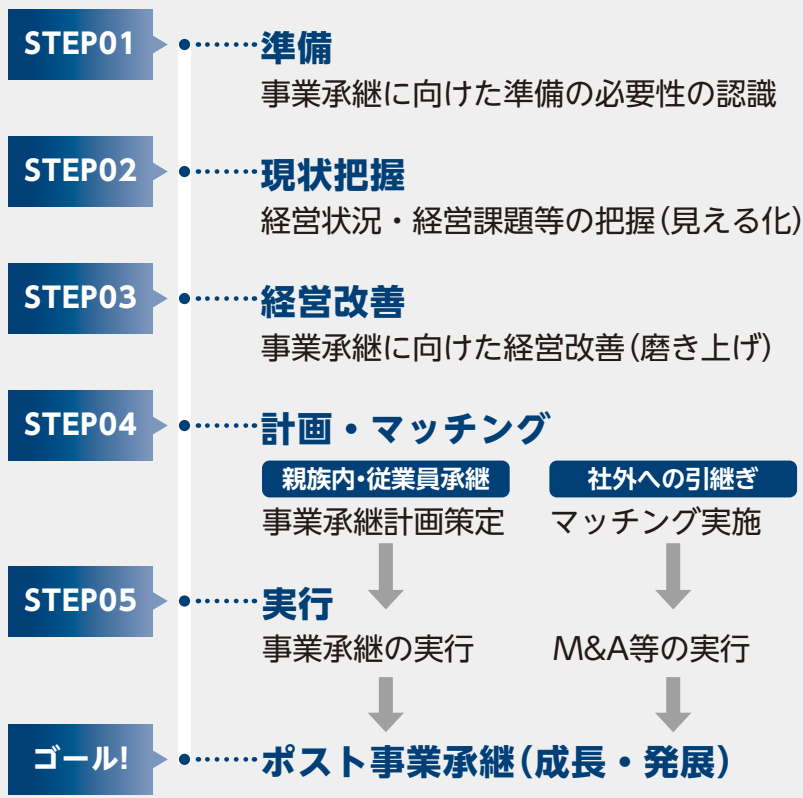 STEP01 準備
事業承継に向けた準備の必要性の認識
STEP02 現状把握
経営状況・経営課題等の把握(見える化)
STEP03 経営改善
事業承継に向けた経営改善(磨き上げ)
STEP04 計画・マッチング
親族内・従業員承継 社外への引継ぎ
事業承継計画策定 マッチング実施
STEP05 実行
事業承継の実行 M&A等の実行
ゴール! ポスト事業承継(成長・発展)